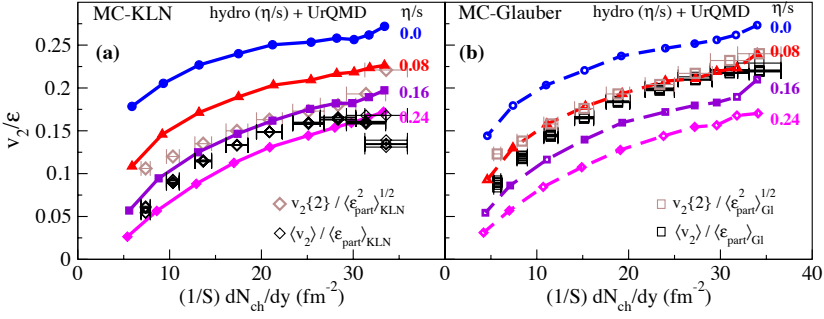 MC-KLN hydro (η/s) + UrQMD η/s
MC-Glauber hydro (η/s) + UrQMD η/s
(a)
0.0
0.08
0.16
0.24
(b)
0.0
0.08
0.16
0.24
v₂{2} / ⟨ε²part⟩^1/2 KLN
⟨v₂⟩ / ⟨εpart⟩KLN
v₂{2} / ⟨ε²part⟩^1/2 Gl
⟨v₂⟩ / ⟨εpart⟩Gl
v₂/ε
0.25
0.2
0.15
0.1
0.05
0
0 10 20 30
0 10 20 30 40
(1/S) dNch/dy (fm⁻²)
(1/S) dNch/dy (fm⁻²)